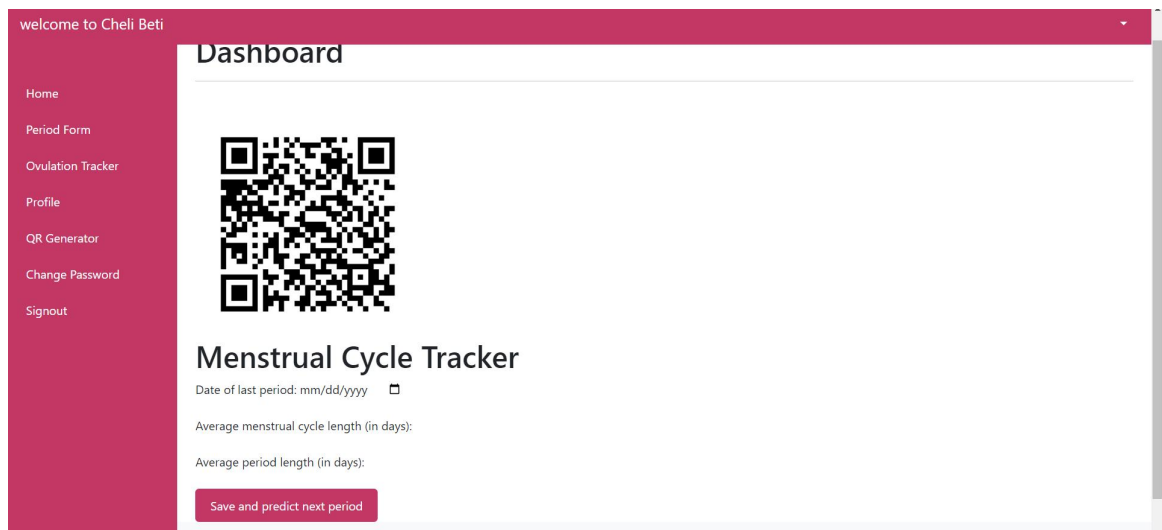 welcome to Cheli Beti
Dashboard
Home
Period Form
Ovulation Tracker
Profile
QR Generator
Change Password
Signout
Menstrual Cycle Tracker
Date of last period: mm/dd/yyyy
Average menstrual cycle length (in days):
Average period length (in days):
Save and predict next period